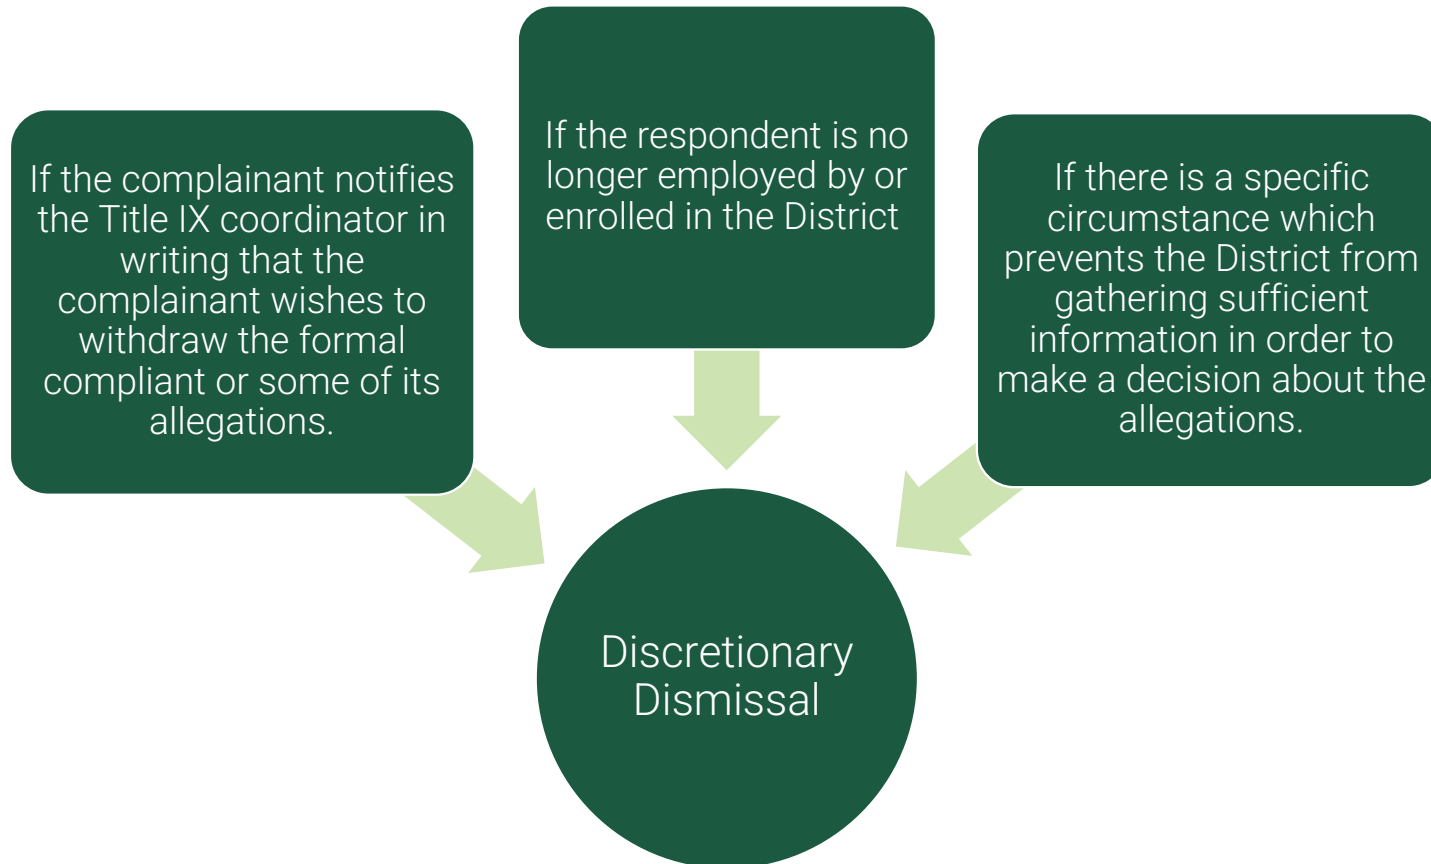 If the complainant notifies
the Title IX coordinator in
writing that the
complainant wishes to
withdraw the formal
compliant or some of its
allegations.
If the respondent is no
longer employed by or
enrolled in the District
If there is a specific
circumstance which
prevents the District from
gathering sufficient
information in order to
make a decision about the
allegations.
Discretionary
Dismissal